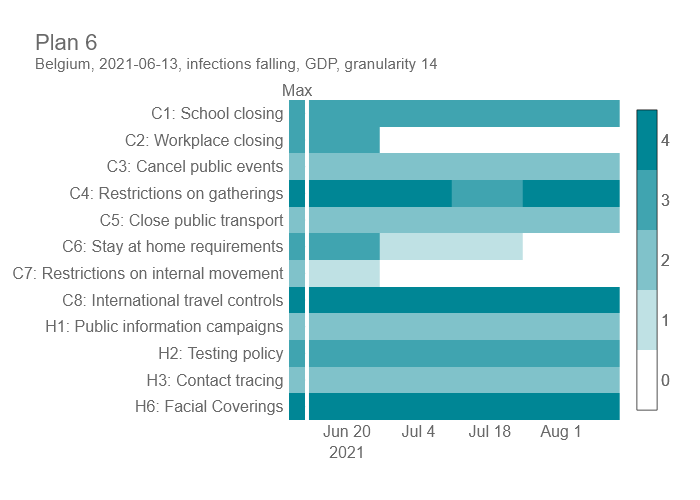 Plan 6
Belgium, 2021-06-13, infections falling, GDP, granularity 14
Max
C1: School closing
C2: Workplace closing
C3: Cancel public events
C4: Restrictions on gatherings
C5: Close public transport
C6: Stay at home requirements
C7: Restrictions on internal movement
C8: International travel controls
H1: Public information campaigns
H2: Testing policy
H3: Contact tracing
H6: Facial Coverings
Jun 20 Jul 4 Jul 18 Aug 1
2021
4
3
2
1
0